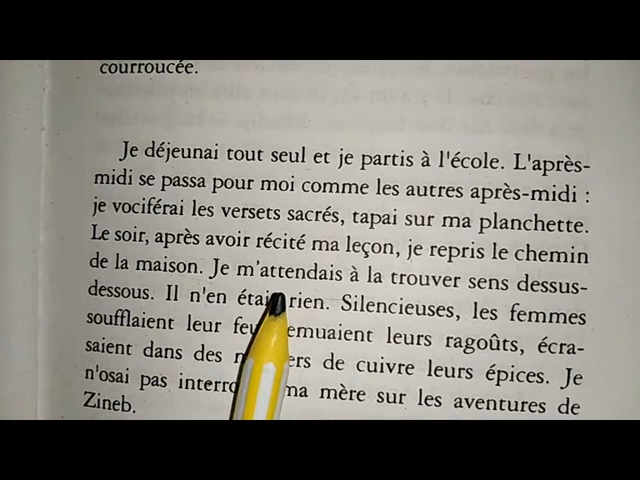 courroucée.
Je déjeunai tout seul et je partis à l'école. L'après-
midi se passa pour moi comme les autres après-midi :
je vociférai les versets sacrés, tapai sur ma planchette.
Le soir, après avoir récité ma leçon, je repris le chemin
de la maison. Je m'attendais à la trouver sens dessus-
dessous. Il n'en était rien. Silencieuses, les femmes
soufflaient leur feu, remuaient leurs ragoûts, écra-
saient dans des de cuivre leurs épices. Je
n'osai pas ma mère sur les aventures de
Zineb.